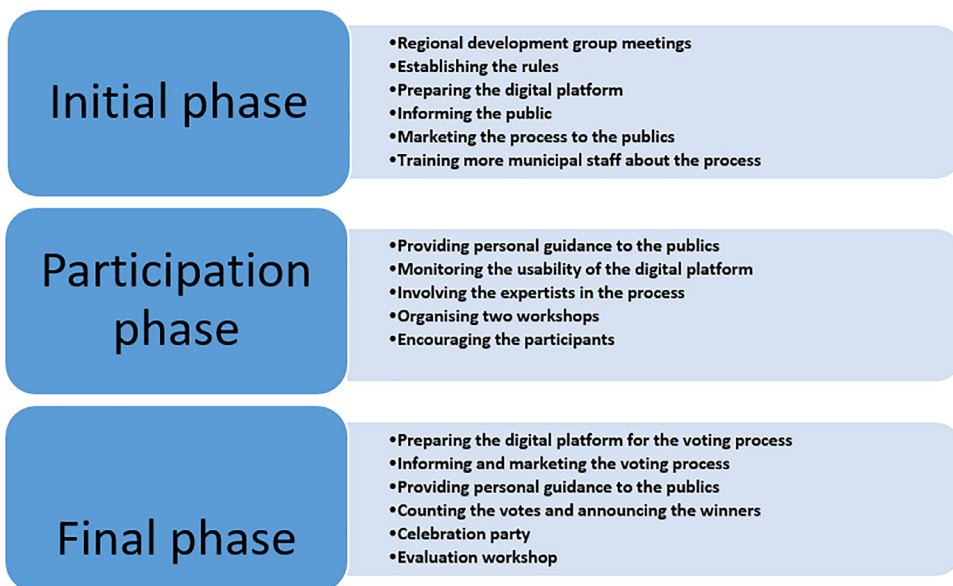 Initial phase
•Regional development group meetings
•Establishing the rules
•Preparing the digital platform
•Informing the public
•Marketing the process to the publics
•Training more municipal staff about the process
Participation
phase
•Providing personal guidance to the publics
•Monitoring the usability of the digital platform
•Involving the expertists in the process
•Organising two workshops
•Encouraging the participants
Final phase
•Preparing the digital platform for the voting process
•Informing and marketing the voting process
•Providing personal guidance to the publics
•Counting the votes and announcing the winners
•Celebration party
•Evaluation workshop